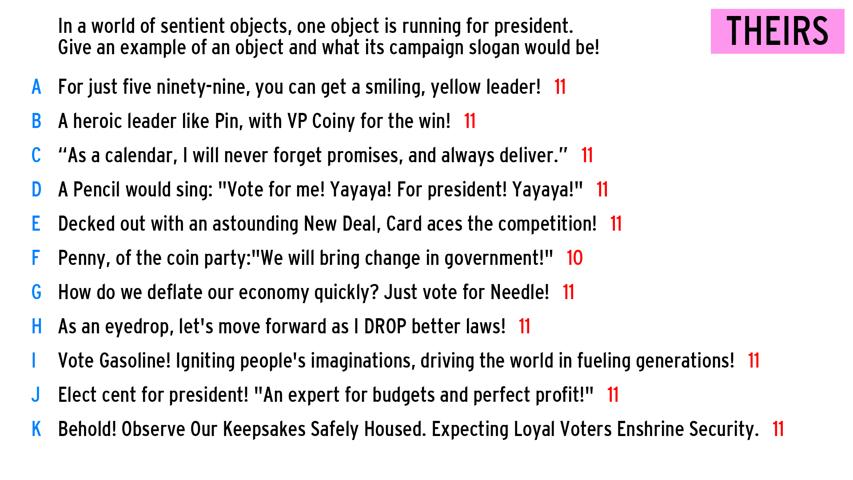 In a world of sentient objects, one object is running for president.
Give an example of an object and what its campaign slogan would be!
THEIRS
A For just five ninety-nine, you can get a smiling, yellow leader! 11
B A heroic leader like Pin, with VP Coiny for the win! 11
C “As a calendar, I will never forget promises, and always deliver.” 11
D A Pencil would sing: "Vote for me! Yayaya! For president! Yayaya!" 11
E Decked out with an astounding New Deal, Card aces the competition! 11
F Penny, of the coin party:"We will bring change in government!" 10
G How do we deflate our economy quickly? Just vote for Needle! 11
H As an eyedrop, let's move forward as I DROP better laws! 11
I Vote Gasoline! Igniting people's imaginations, driving the world in fueling generations! 11
J Elect cent for president! "An expert for budgets and perfect profit!" 11
K Behold! Observe Our Keepsakes Safely Housed. Expecting Loyal Voters Enshrine Security. 11